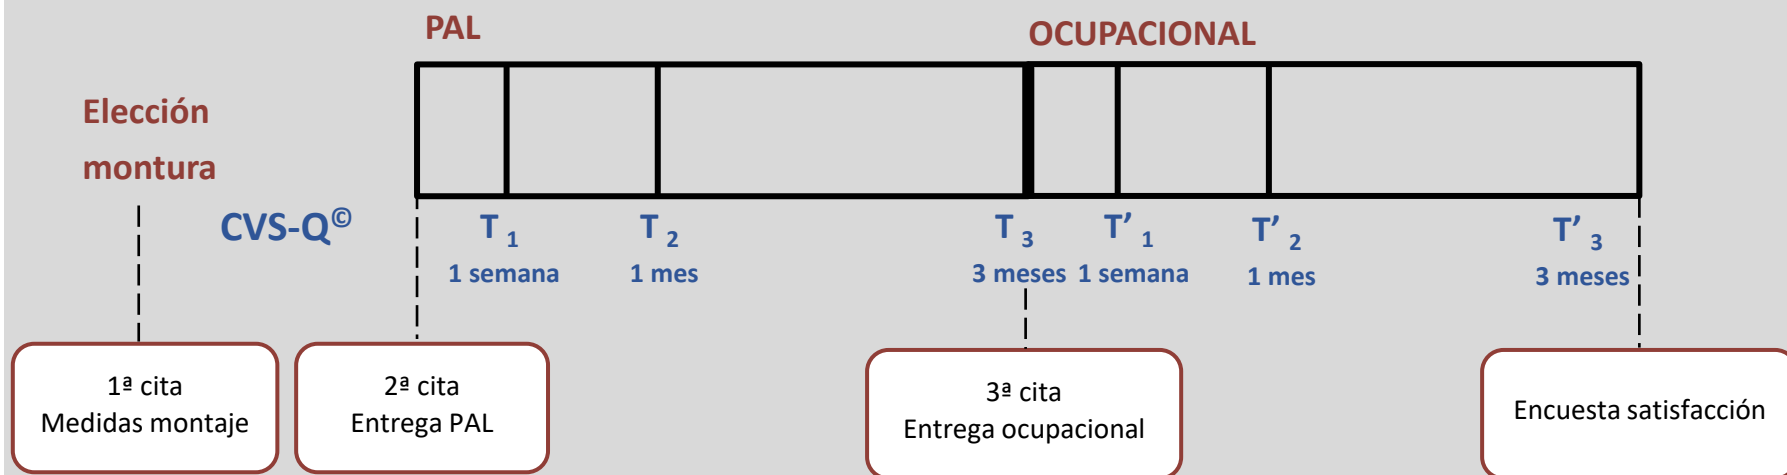 PAL
OCUPACIONAL
Elección
montura
CVS-Q©
T 1
T 2
T 3
T’ 1
T’ 2
T’ 3
1 semana
1 mes
3 meses
1 semana
1 mes
3 meses
1ª cita
Medidas montaje
2ª cita
Entrega PAL
3ª cita
Entrega ocupacional
Encuesta satisfacción